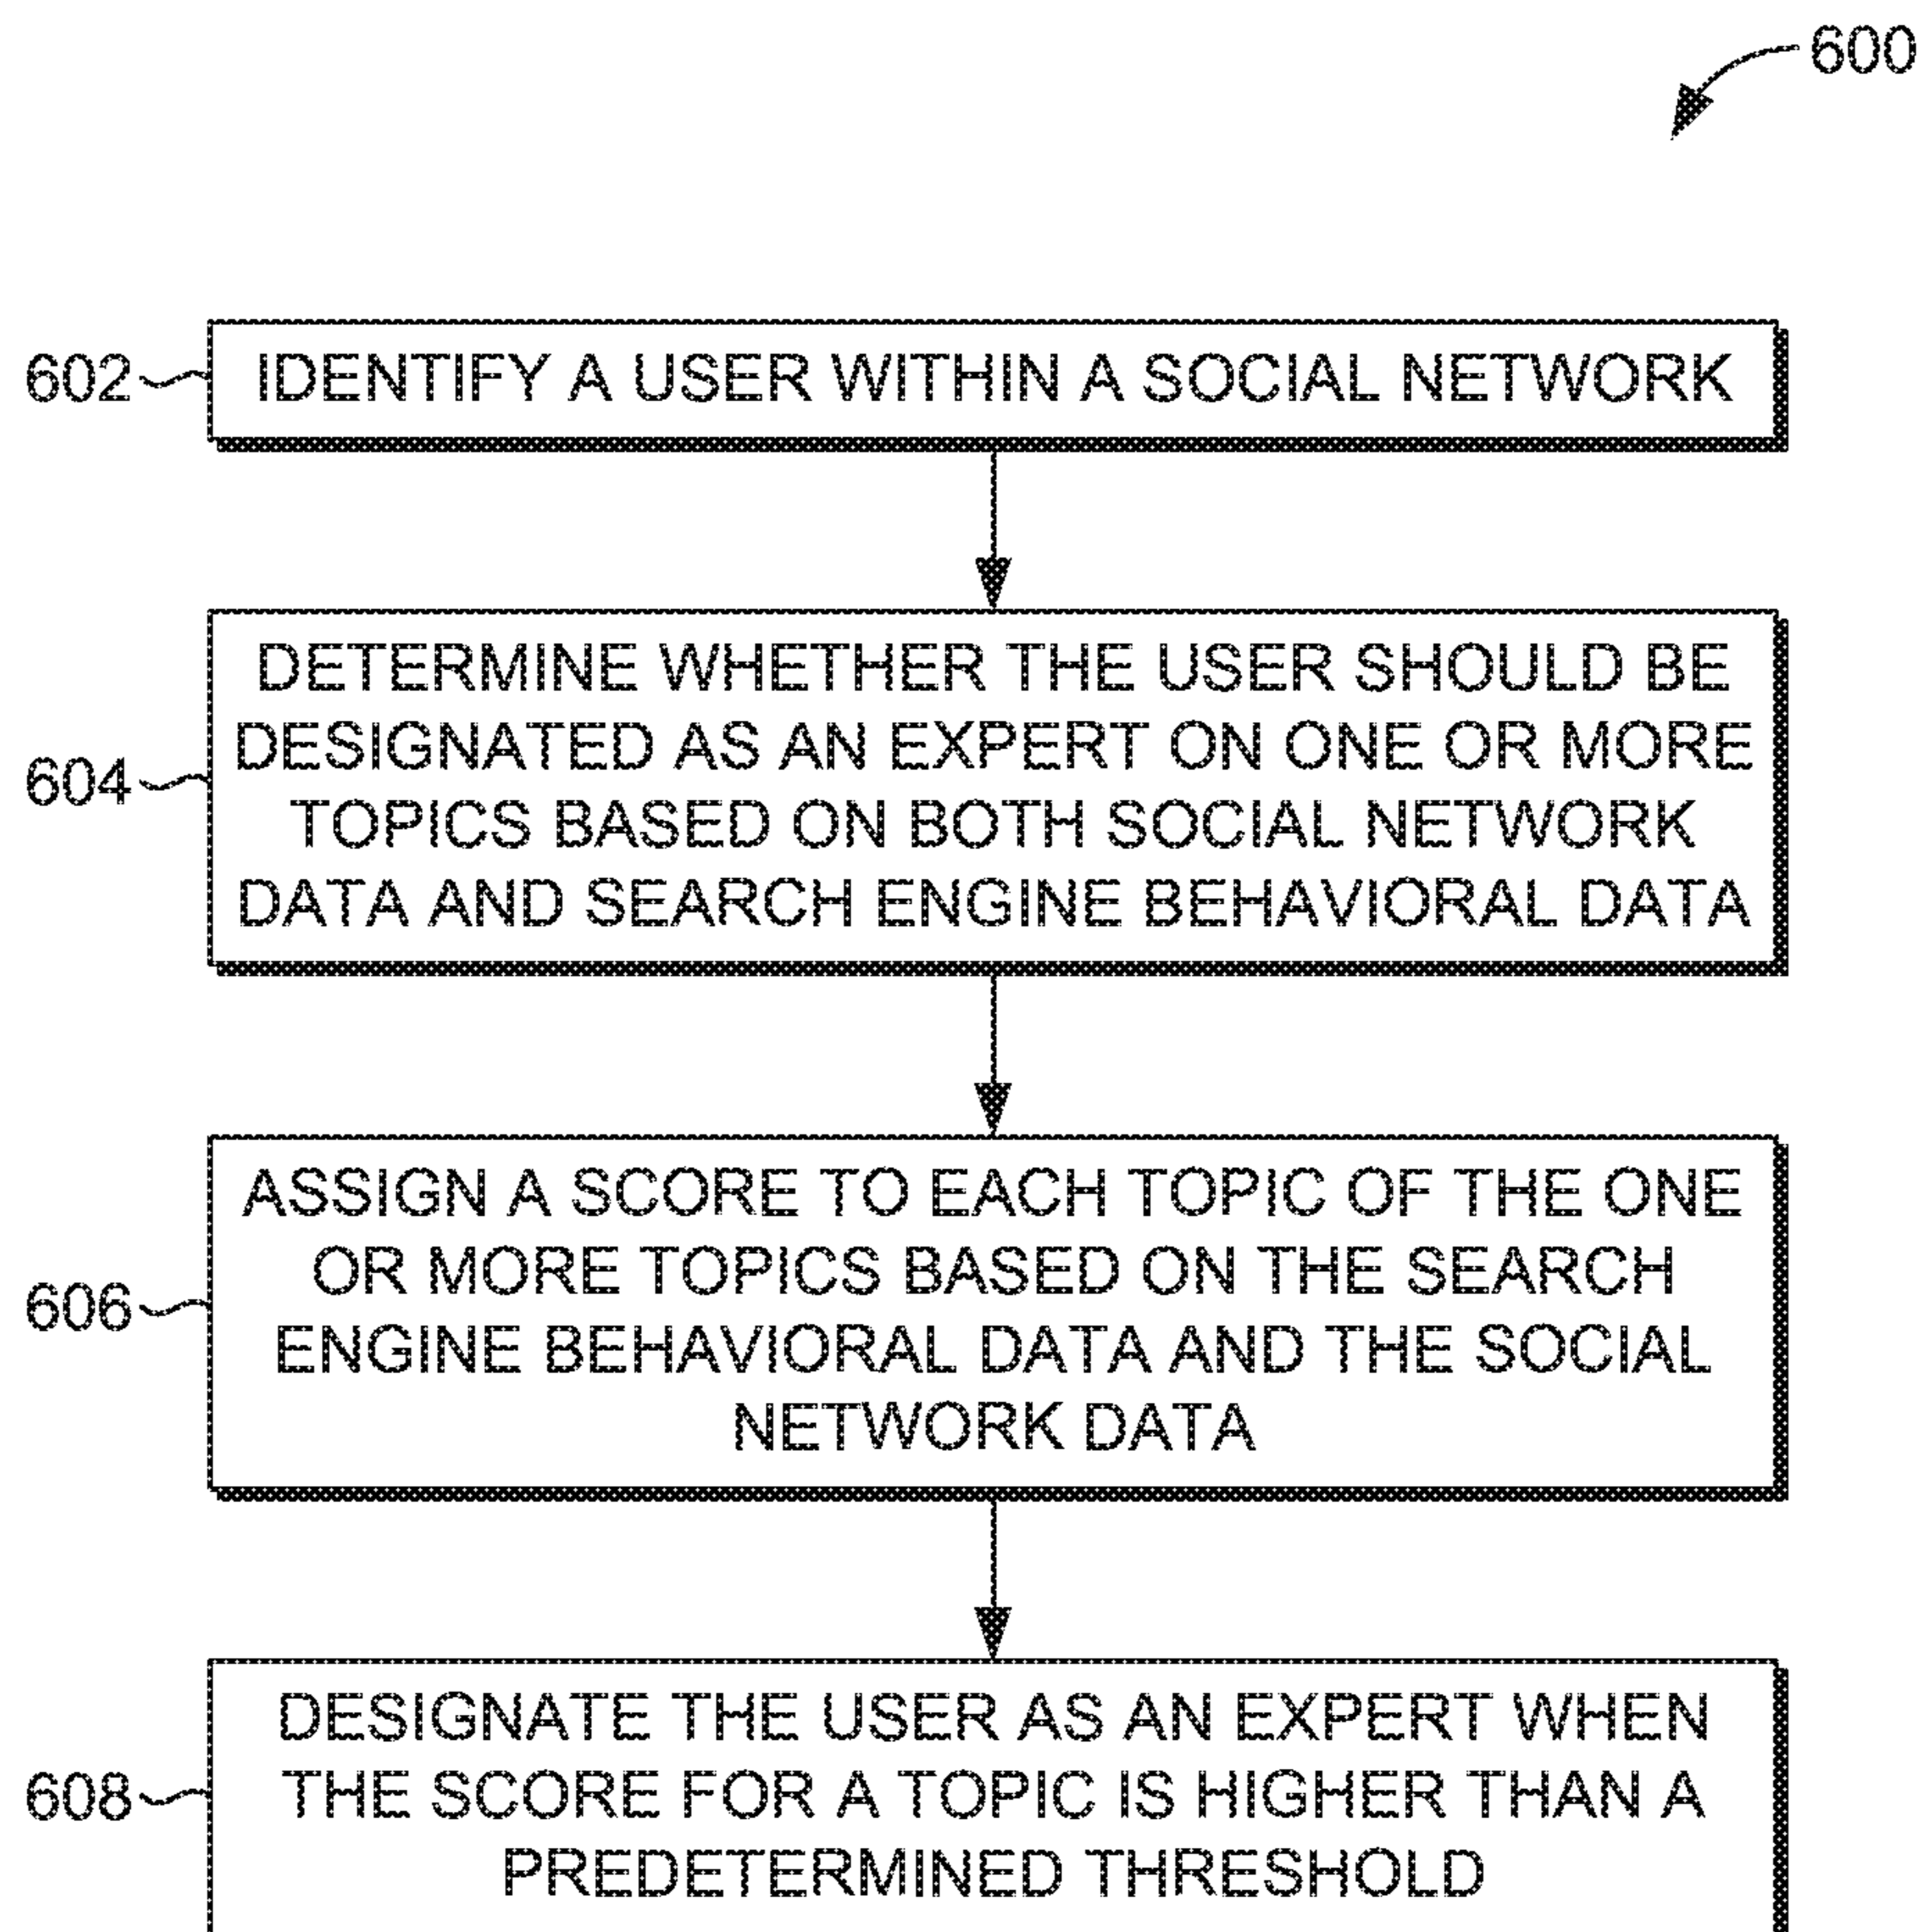 600
602
IDENTIFY A USER WITHIN A SOCIAL NETWORK
604
DETERMINE WHETHER THE USER SHOULD BE
DESIGNATED AS AN EXPERT ON ONE OR MORE
TOPICS BASED ON BOTH SOCIAL NETWORK
DATA AND SEARCH ENGINE BEHAVIORAL DATA
606
ASSIGN A SCORE TO EACH TOPIC OF THE ONE
OR MORE TOPICS BASED ON THE SEARCH
ENGINE BEHAVIORAL DATA AND THE SOCIAL
NETWORK DATA
608
DESIGNATE THE USER AS AN EXPERT WHEN
THE SCORE FOR A TOPIC IS HIGHER THAN A
PREDETERMINED THRESHOLD